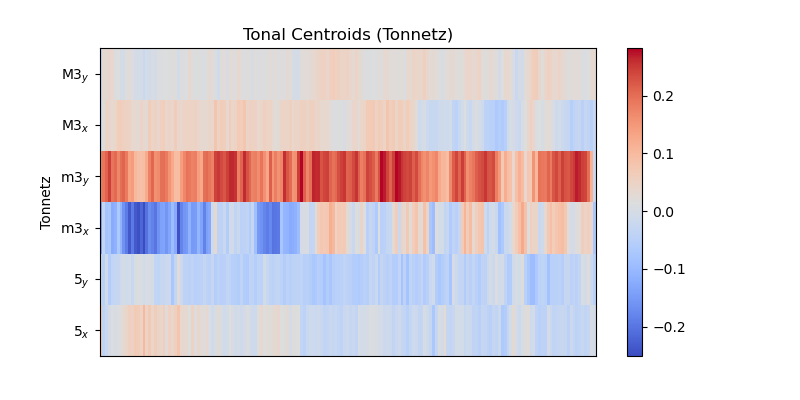 Tonal Centroids (Tonnetz)
M3y
M3x
m3y
m3x
5y
5x
Tonnetz
0.2
0.1
0.0
−0.1
−0.2